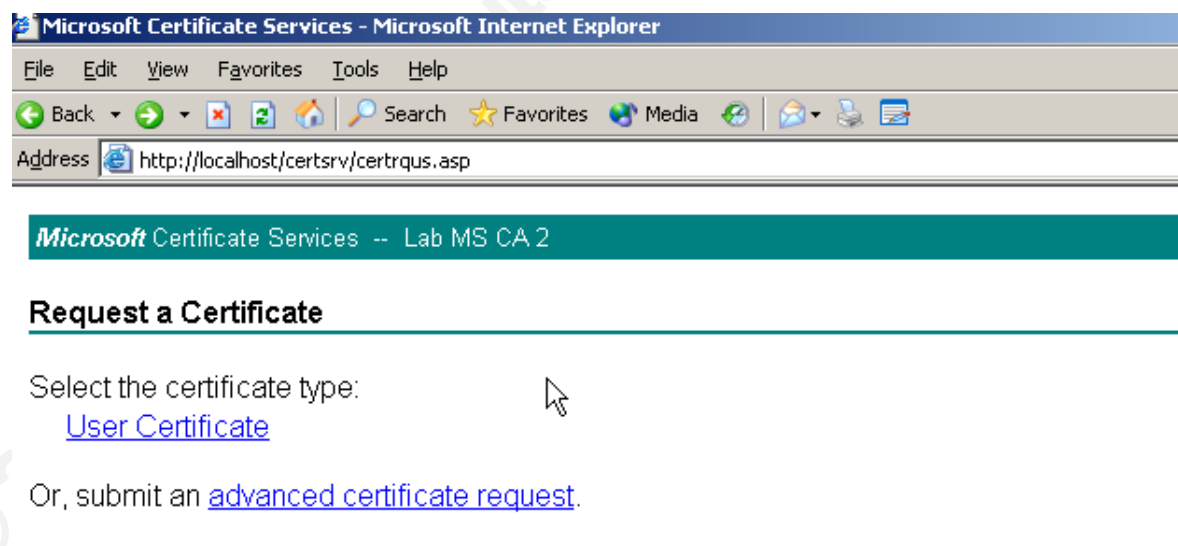 Microsoft Certificate Services - Microsoft Internet Explorer
File Edit View Favorites Tools Help
Back Search Favorites Media
Address http://localhost/certsrv/certrqus.asp
Microsoft Certificate Services -- Lab MS CA 2
Request a Certificate
Select the certificate type:
User Certificate
Or, submit an advanced certificate request.